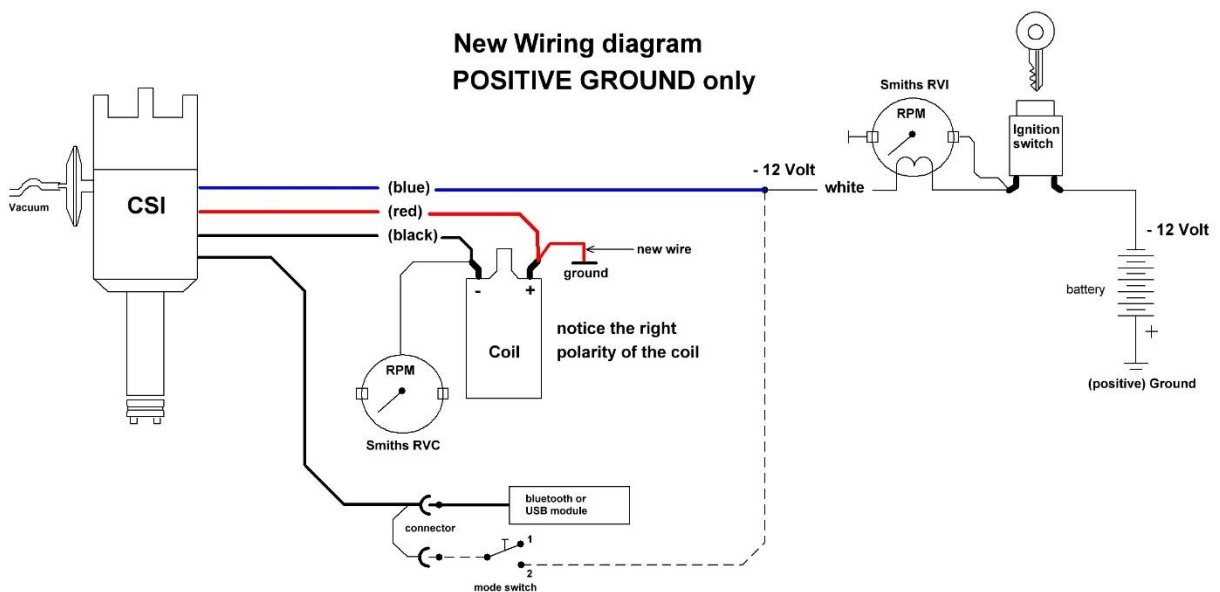 New Wiring diagram
POSITIVE GROUND only
Smiths RVI
RPM
Ignition
switch
- 12 Volt
white
(blue)
(red)
(black)
CSI
Vacuum
new wire
ground
- +
Coil
notice the right
polarity of the coil
RPM
Smiths RVC
- 12 Volt
battery
+
(positive) Ground
bluetooth or
USB module
connector
1
2
mode switch